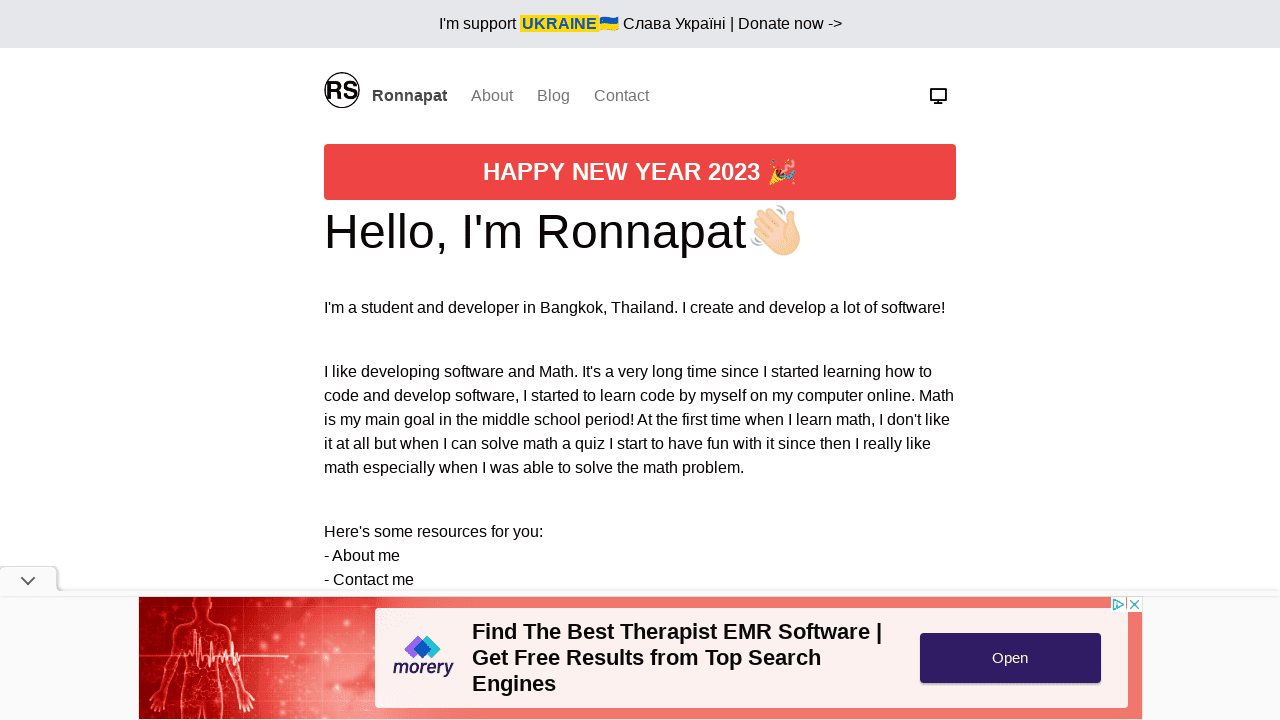 I'm support UKRAINE🇺🇦 Слава Україні | Donate now ->
RS
Ronnapat About Blog Contact
HAPPY NEW YEAR 2023 🎉
Hello, I'm Ronnapat👋🏻
I'm a student and developer in Bangkok, Thailand. I create and develop a lot of software!
I like developing software and Math. It's a very long time since I started learning how to
code and develop software, I started to learn code by myself on my computer online. Math
is my main goal in the middle school period! At the first time when I learn math, I don't like
it at all but when I can solve math a quiz I start to have fun with it since then I really like
math especially when I was able to solve the math problem.
Here's some resources for you:
- About me
- Contact me
morery
Find The Best Therapist EMR Software |
Get Free Results from Top Search
Engines
Open